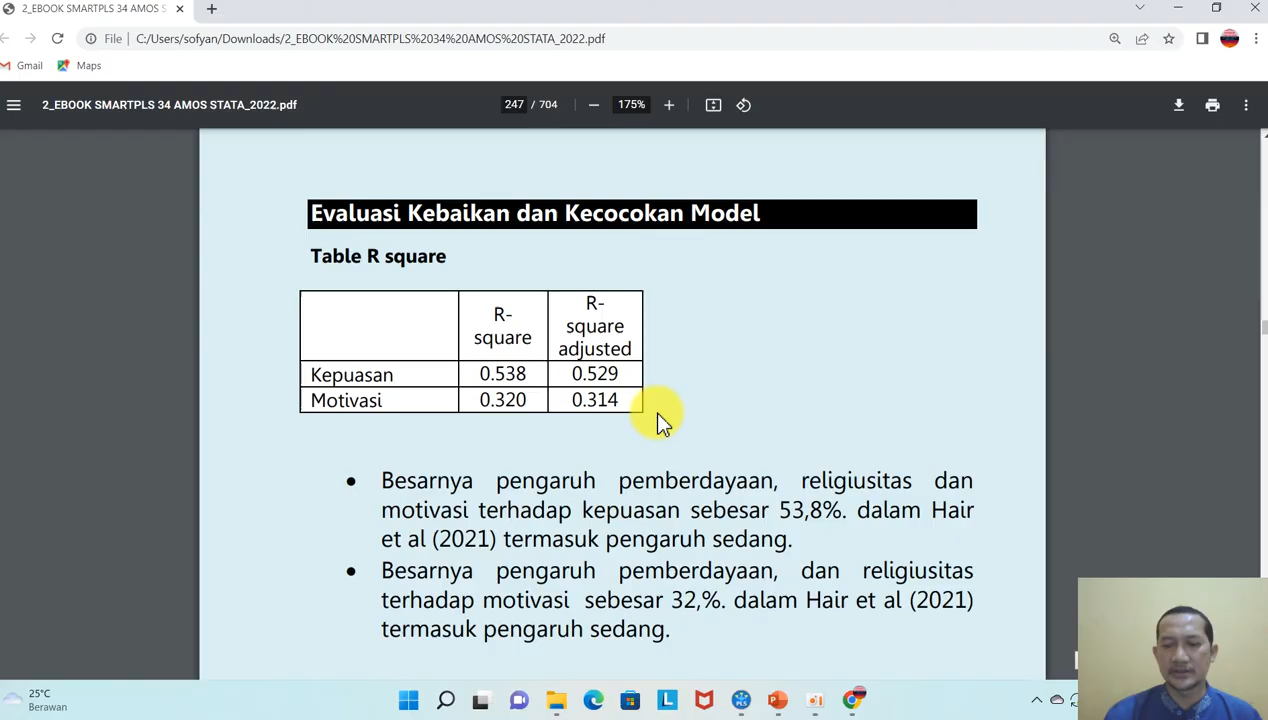 2_EBOOK SMARTPLS 34 AMOS S
File
C:/Users/sofyan/Downloads/2_EBOOK%20SMARTPLS%2034%20AMOS%20STATA_2022.pdf
Gmail
Maps
2_EBOOK SMARTPLS 34 AMOS STATA_2022.pdf
247 / 704
175%
Evaluasi Kebaikan dan Kecocokan Model
Table R square
R-
square
R-
square
adjusted
Kepuasan 0.538 0.529
Motivasi 0.320 0.314
• Besarnya pengaruh pemberdayaan, religiusitas dan
motivasi terhadap kepuasan sebesar 53,8%. dalam Hair
et al (2021) termasuk pengaruh sedang.
• Besarnya pengaruh pemberdayaan, dan religiusitas
terhadap motivasi sebesar 32,%. dalam Hair et al (2021)
termasuk pengaruh sedang.
25°C
Berawan
L
PLS